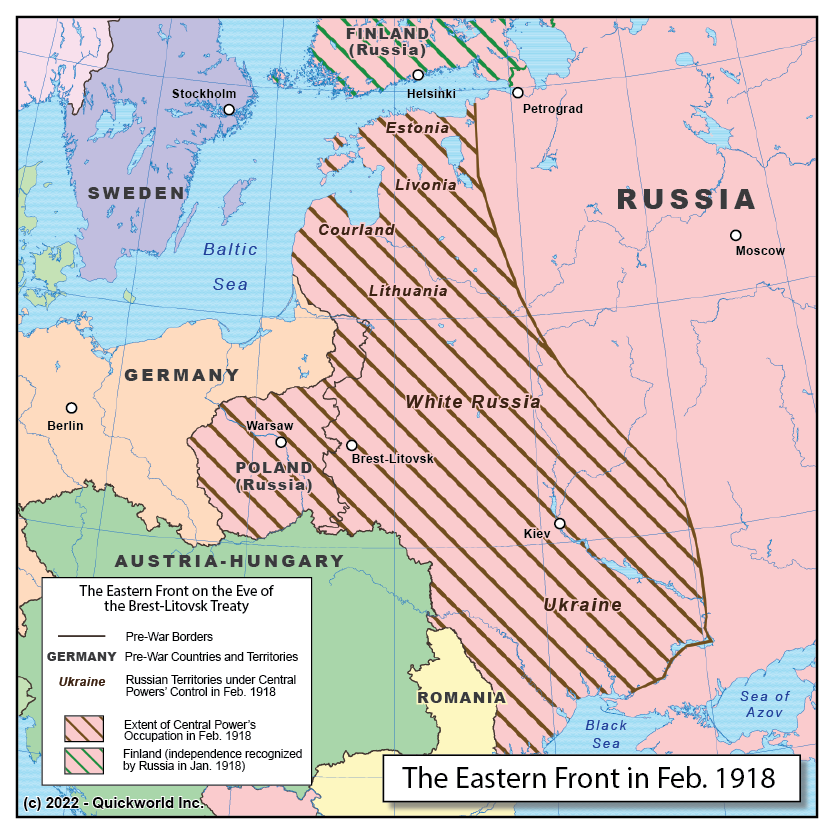 FINLAND
(Russia)
Stockholm
Helsinki
Petrograd
Estonia
SWEDEN
Livonia
RUSSIA
Courland
Baltic
Sea
Moscow
Lithuania
GERMANY
White Russia
Berlin
Warsaw
Brest-Litovsk
POLAND
(Russia)
Kiev
AUSTRIA-HUNGARY
Ukraine
ROMANIA
Sea of
Azov
Black
Sea
The Eastern Front on the Eve of
the Brest-Litovsk Treaty
Pre-War Borders
GERMANY Pre-War Countries and Territories
Ukraine Russian Territories under Central
Powers' Control in Feb. 1918
Extent of Central Power's
Occupation in Feb. 1918
Finland (independence recognized
by Russia in Jan. 1918)
The Eastern Front in Feb. 1918
(c) 2022 - Quickworld Inc.